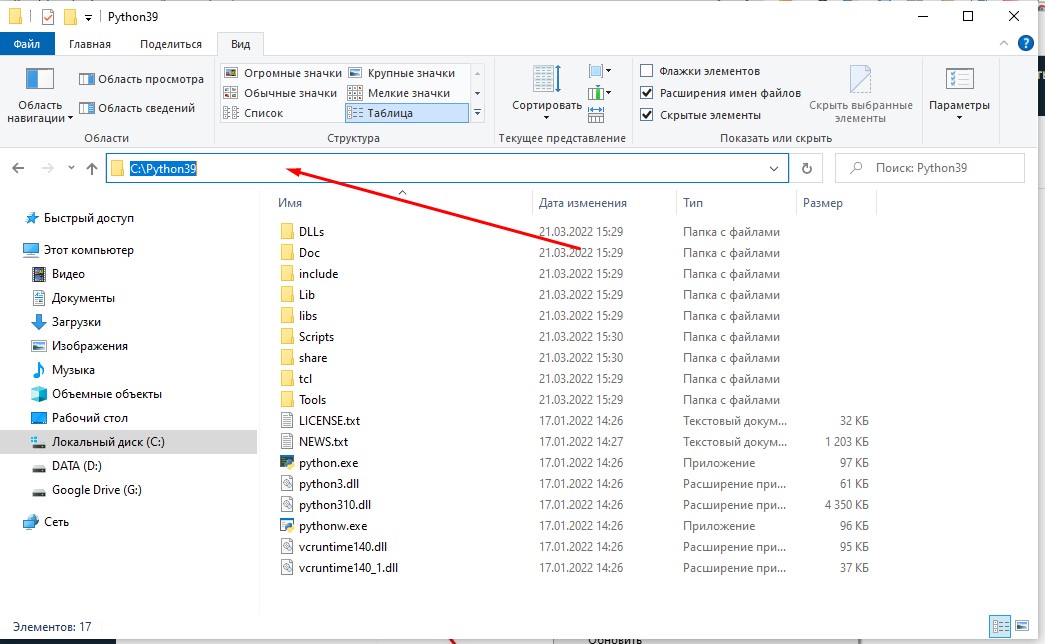 Python39
Файл Главная Поделиться Вид
Область навигации
Область просмотра
Область сведений
Области
Огромные значки Крупные значки
Обычные значки Мелкие значки
Список Таблица
Структура
Сортировать
Текущее представление
Флажки элементов
Расширения имен файлов
Скрытые элементы
Скрыть выбранные элементы
Показать или скрыть
Параметры
C:\Python39
Поиск: Python39
Быстрый доступ
Этот компьютер
Видео
Документы
Загрузки
Изображения
Музыка
Объемные объекты
Рабочий стол
Локальный диск (C:)
DATA (D:)
Google Drive (G:)
Сеть
Имя Дата изменения Тип Размер
DLLs 21.03.2022 15:29 Папка с файлами
Doc 21.03.2022 15:29 Папка с файлами
include 21.03.2022 15:29 Папка с файлами
Lib 21.03.2022 15:29 Папка с файлами
libs 21.03.2022 15:29 Папка с файлами
Scripts 21.03.2022 15:30 Папка с файлами
share 21.03.2022 15:30 Папка с файлами
tcl 21.03.2022 15:29 Папка с файлами
Tools 21.03.2022 15:29 Папка с файлами
LICENSE.txt 17.01.2022 14:26 Текстовый докум... 32 КБ
NEWS.txt 17.01.2022 14:27 Текстовый докум... 1 203 КБ
python.exe 17.01.2022 14:26 Приложение 97 КБ
python3.dll 17.01.2022 14:26 Расширение при... 61 КБ
python310.dll 17.01.2022 14:26 Расширение при... 4 350 КБ
pythonw.exe 17.01.2022 14:26 Приложение 96 КБ
vcruntime140.dll 17.01.2022 14:26 Расширение при... 95 КБ
vcruntime140_1.dll 17.01.2022 14:26 Расширение при... 37 КБ
Элементов: 17
Обновить